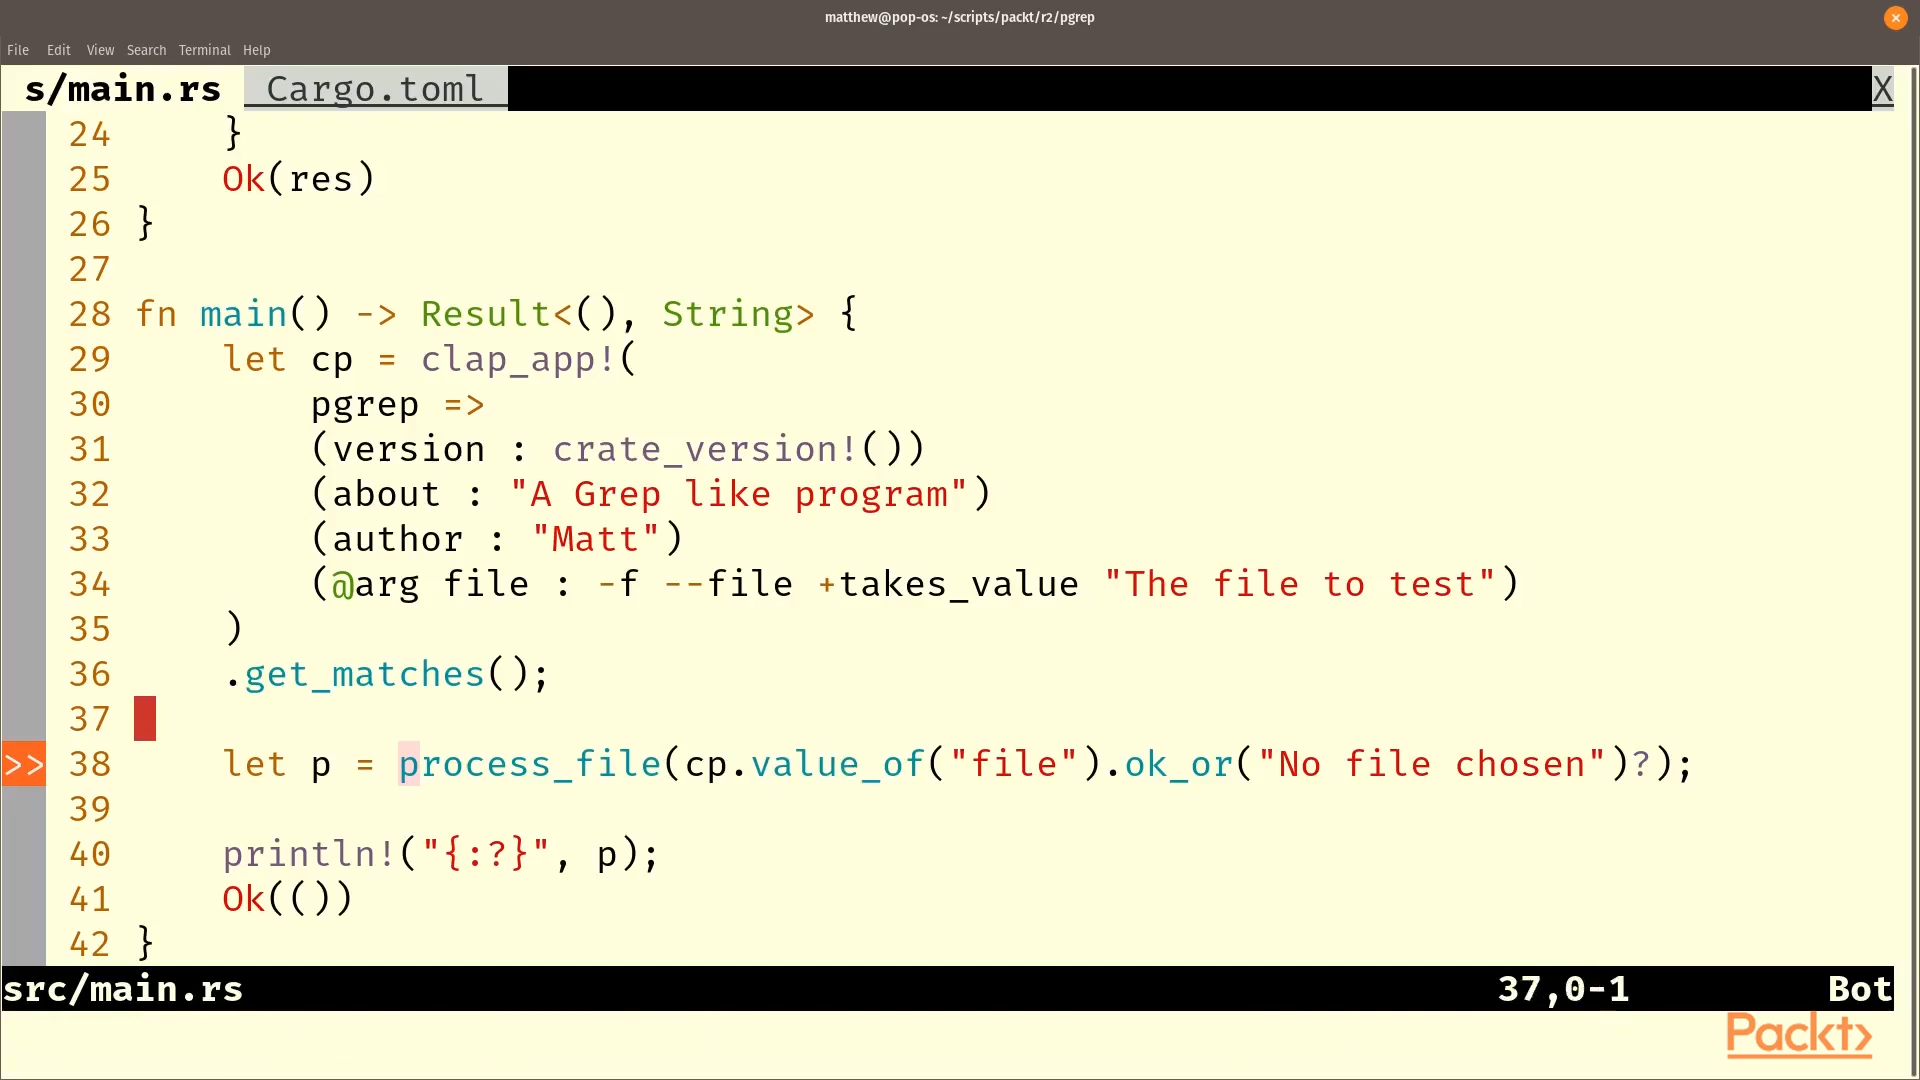 matthew@pop-os: ~/scripts/packt/r2/pgrep
File Edit View Search Terminal Help
s/main.rs Cargo.toml X
24     }
25     Ok(res)
26 }
27
28 fn main() -> Result<(), String> {
29     let cp = clap_app!(
30         pgrep =>
31         (version : crate_version!())
32         (about : "A Grep like program")
33         (author : "Matt")
34         (@arg file : -f --file +takes_value "The file to test")
35     )
36     .get_matches();
37
>> 38     let p = process_file(cp.value_of("file").ok_or("No file chosen")?);
39
40     println!("{:?}", p);
41     Ok(())
42 }
src/main.rs 37,0-1 Bot
Packt>